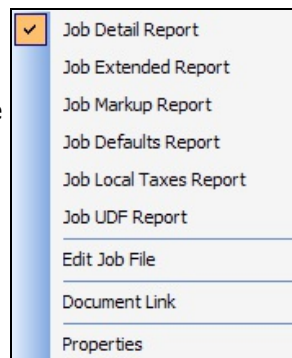 Job Detail Report
Job Extended Report
Job Markup Report
Job Defaults Report
Job Local Taxes Report
Job UDF Report
Edit Job File
Document Link
Properties